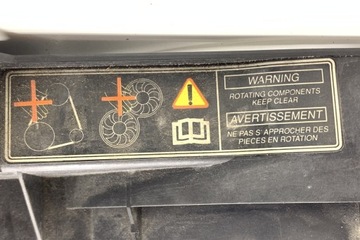 WARNING
ROTATING COMPONENTS
KEEP CLEAR
AVERTISSEMENT
NE PAS S' APPROCHER DES
PIECES EN ROTATION